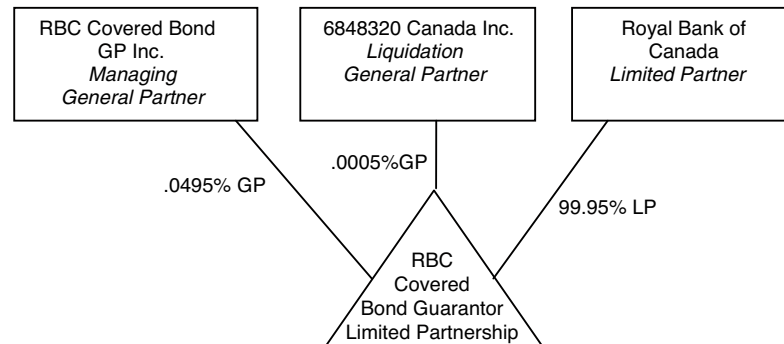 RBC Covered Bond
GP Inc.
Managing
General Partner
6848320 Canada Inc.
Liquidation
General Partner
Royal Bank of
Canada
Limited Partner
.0495% GP
.0005%GP
99.95% LP
RBC
Covered
Bond Guarantor
Limited Partnership